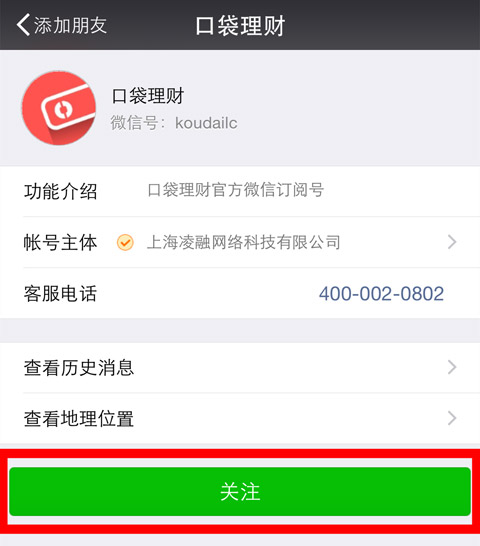 添加朋友
口袋理财
口袋理财
微信号：koudailc
功能介绍 口袋理财官方微信订阅号
帐号主体 上海凌融网络科技有限公司
客服电话 400-002-0802
查看历史消息
查看地理位置
关注